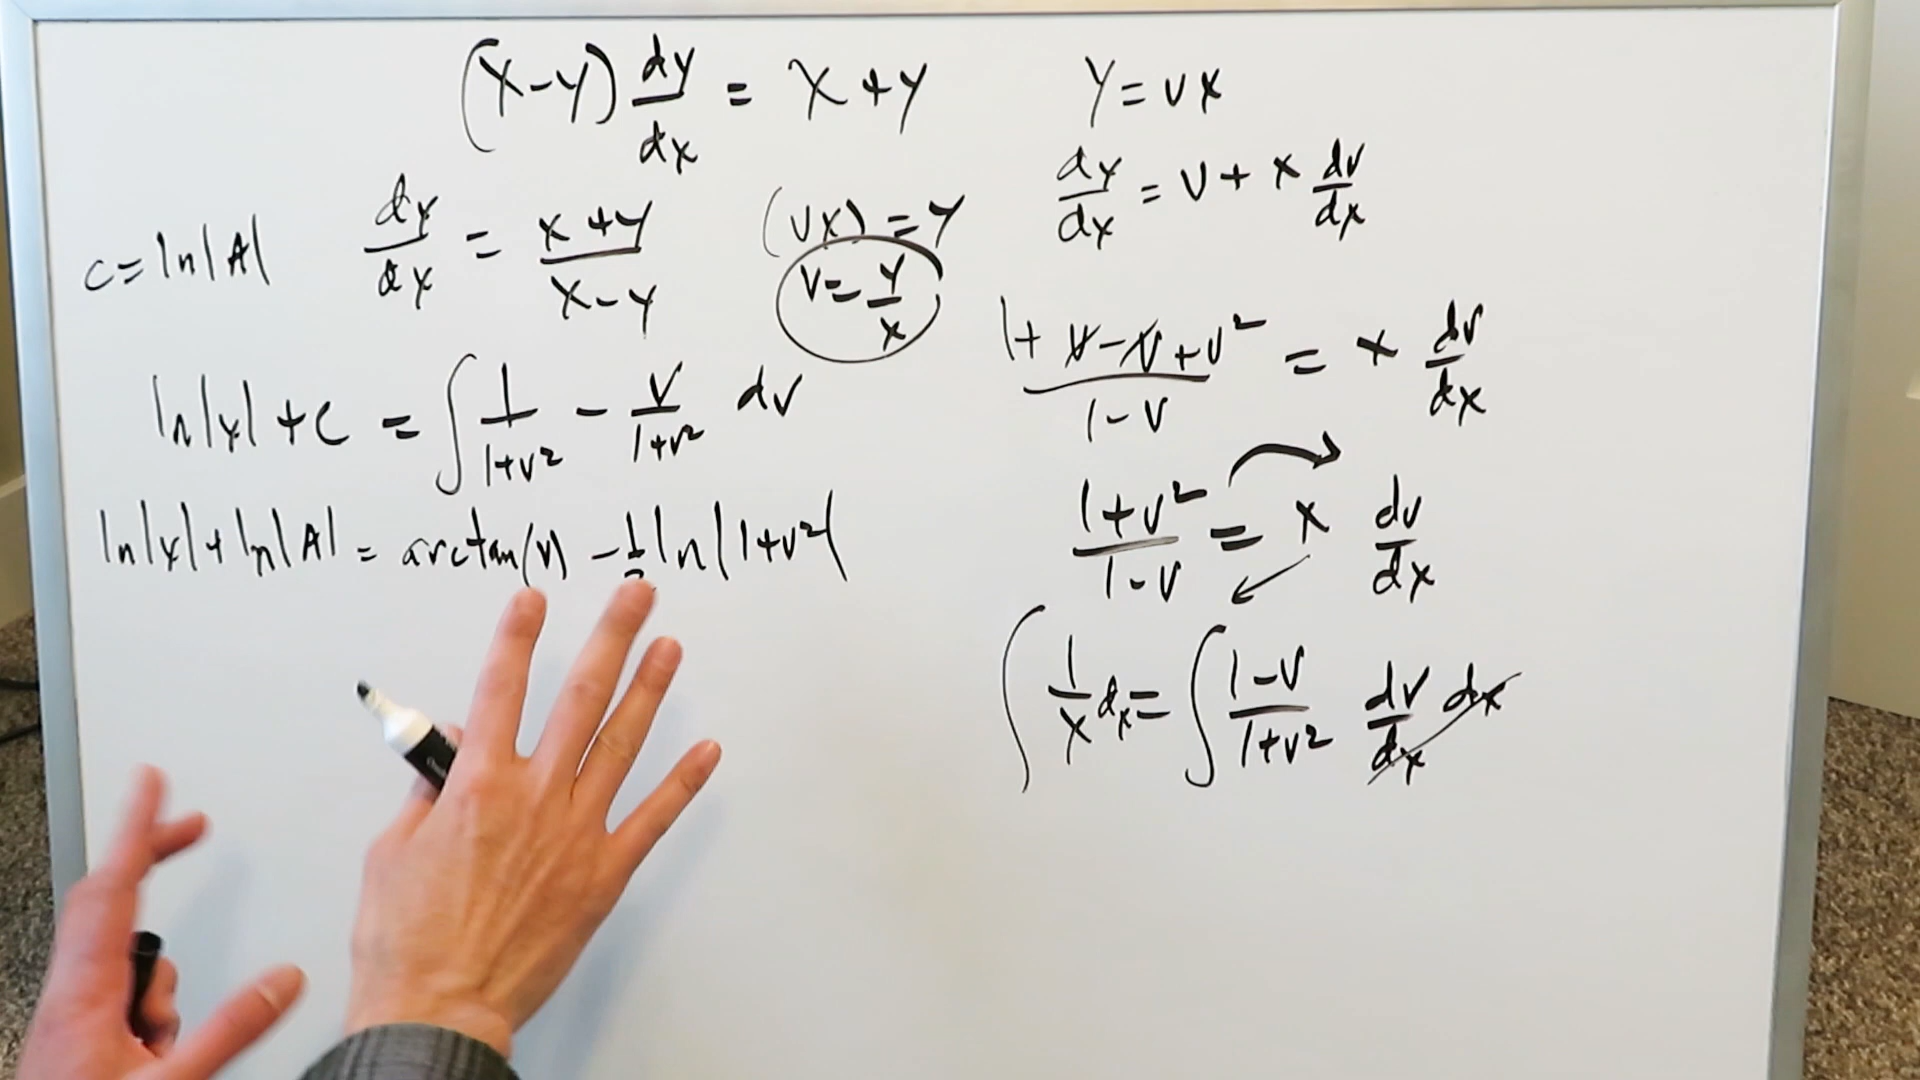 (x-y) dy/dx = x+y
y = vx
dy/dx = v + x dv/dx
c = ln|A|
dy/dx = x+y/x-y
(vx) = y
v = y/x
1+v-v+v²/1-v = x dv/dx
ln|x| + c = ∫ 1/1+v² - v/1+v² dv
1+v²/1-v = x dv/dx
ln|x| + ln|A| = arctan(v) - 1/2 ln|1+v²|
∫ 1/x dx = ∫ 1-v/1+v² dv/dx dx